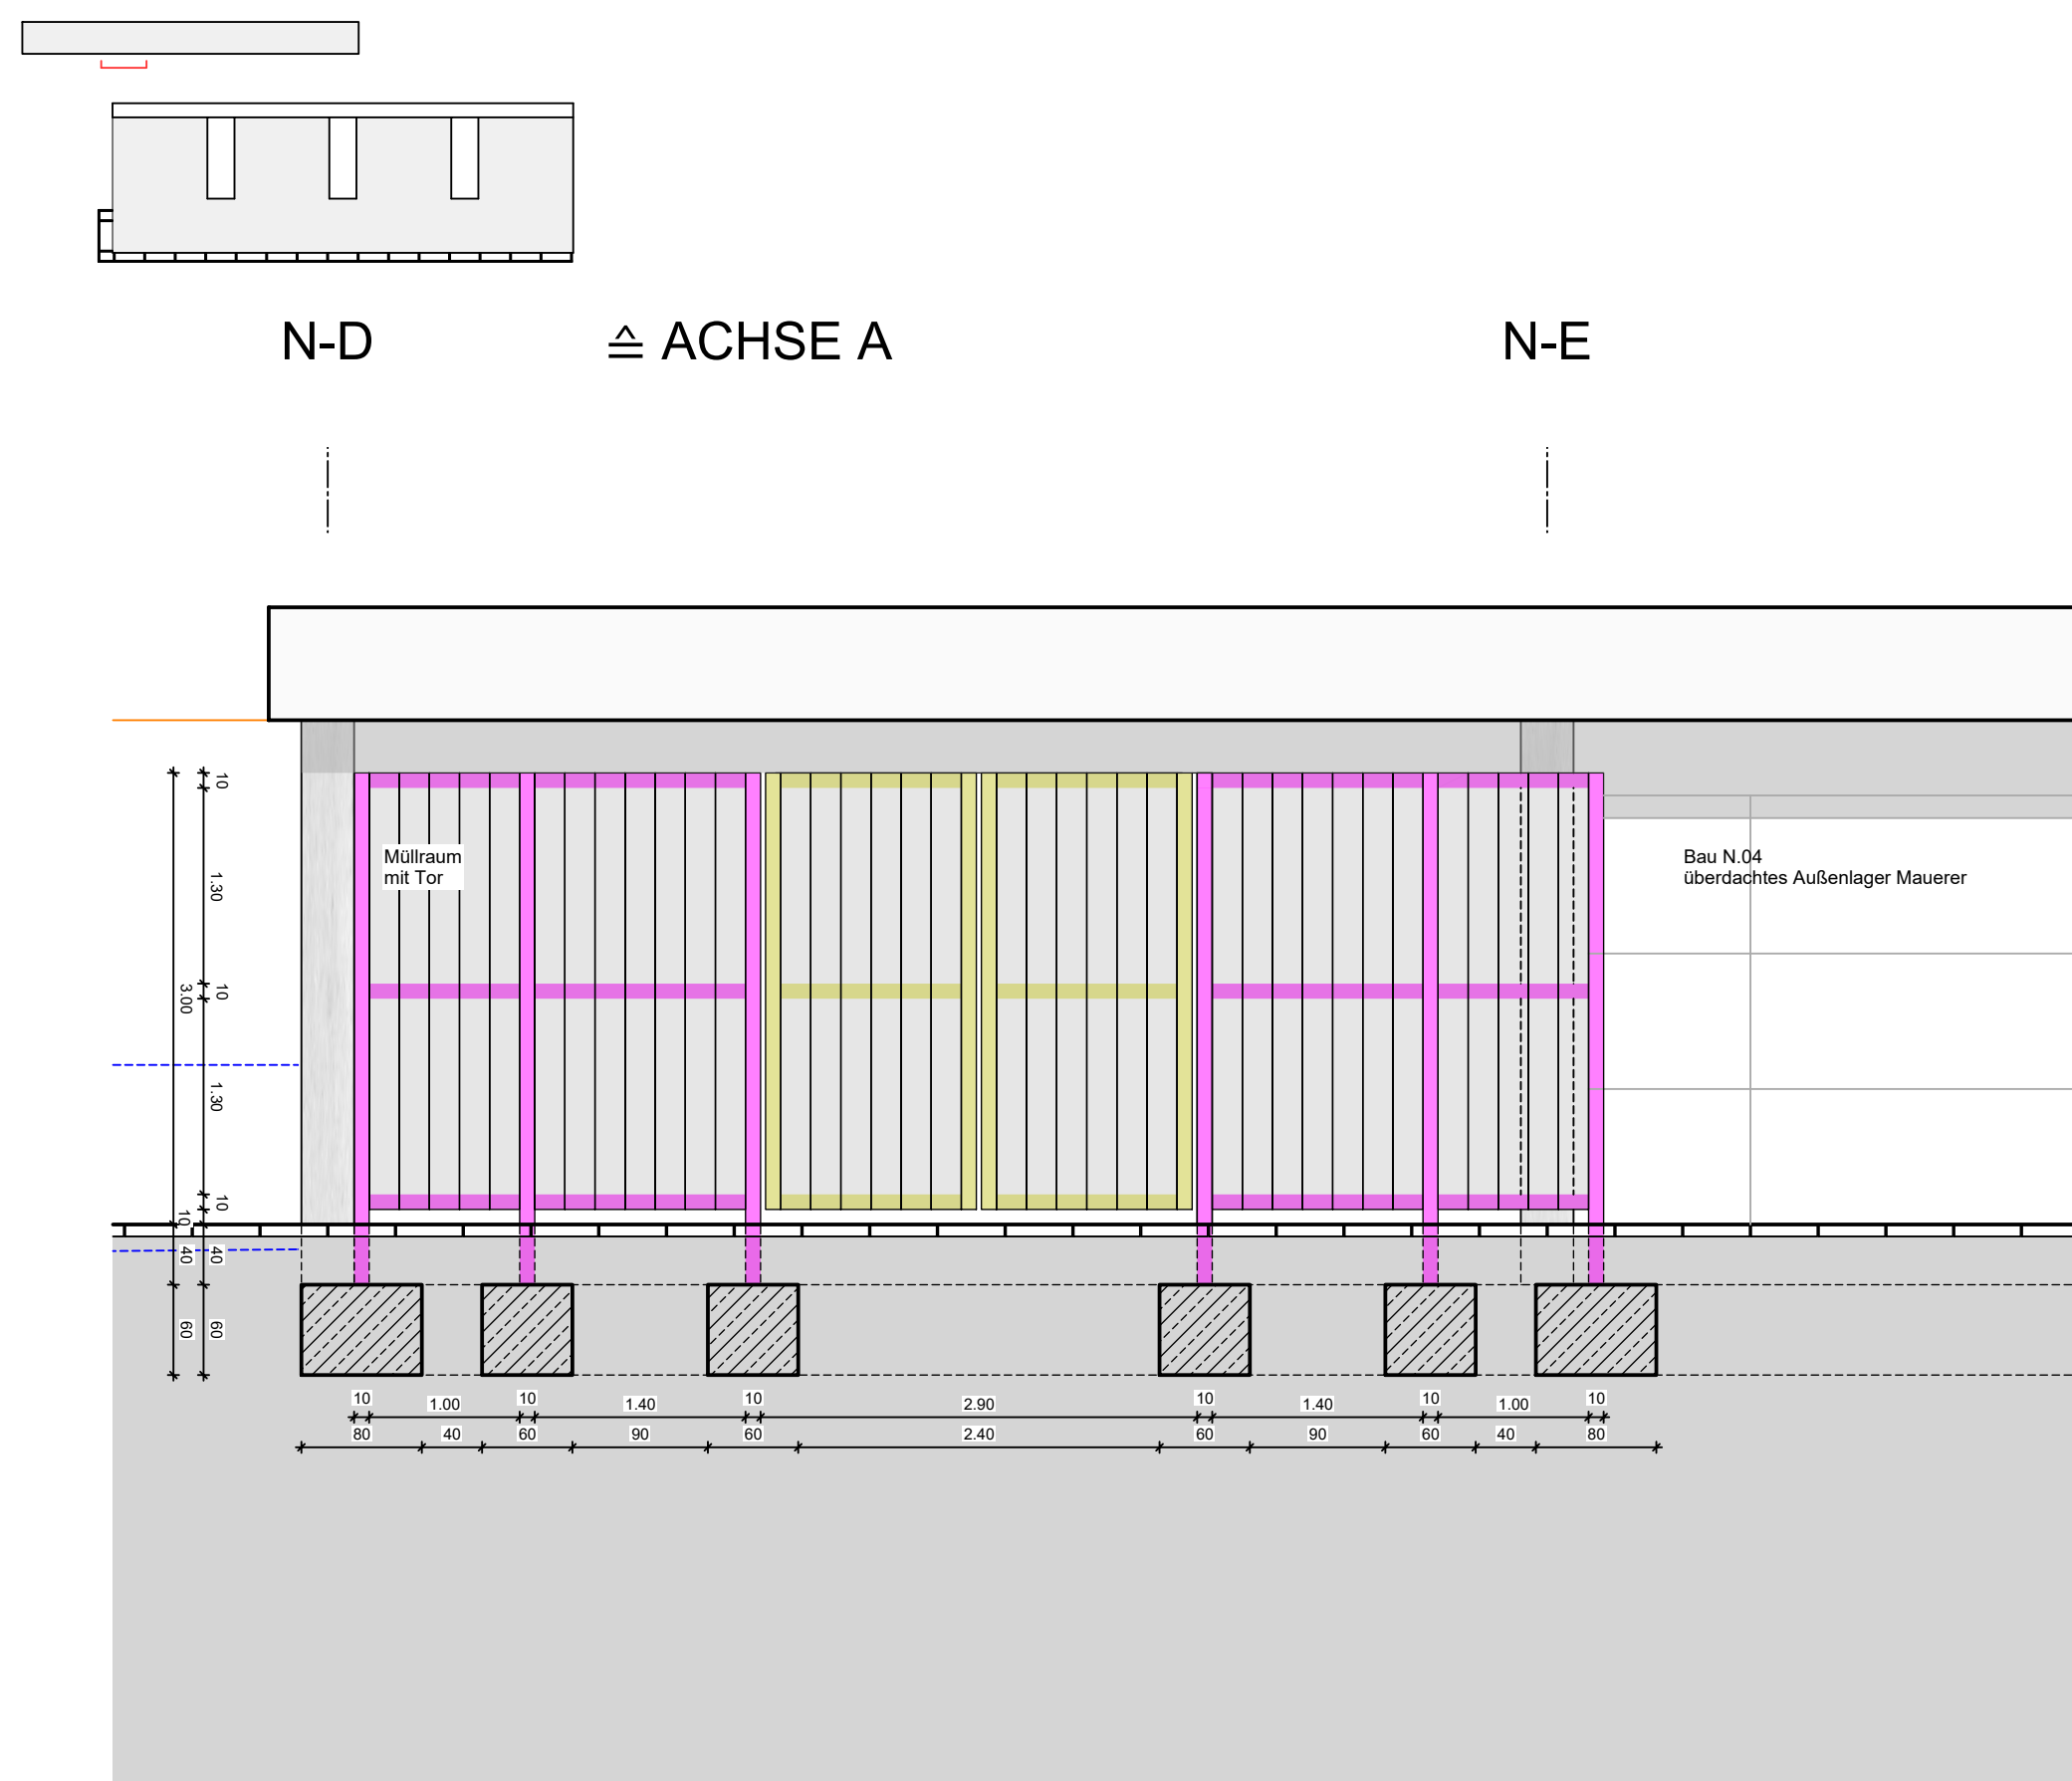 N-D ≙ ACHSE A N-E
Müllraum
mit Tor
Bau N.04
überdachtes Außenlager Mauerer
10
1.30
10
3.00
1.30
10
10
40 40
60 60
10 1.00 10 1.40 10 2.90 10 1.40 10 1.00 10
80 40 60 90 60 2.40 60 90 60 40 80